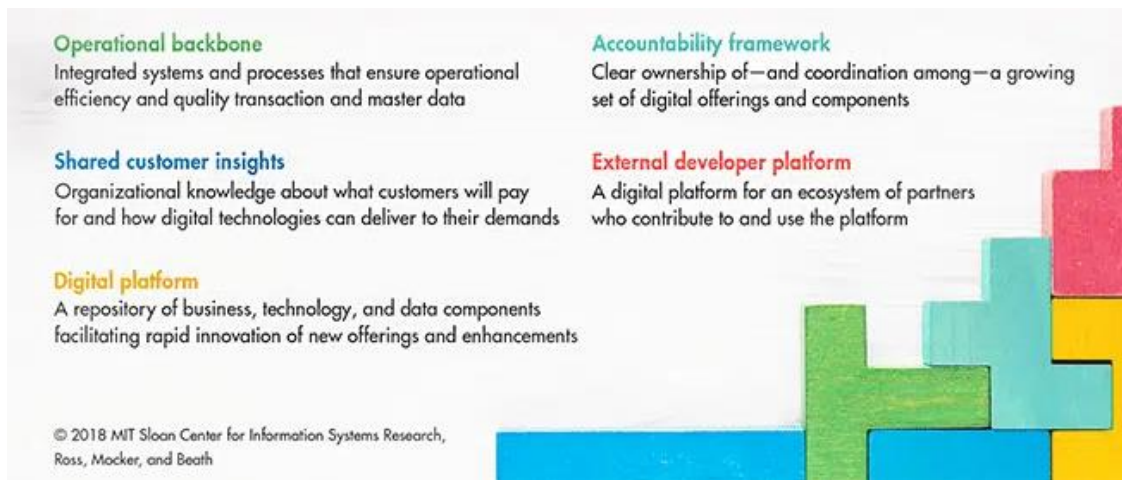 Operational backbone
Integrated systems and processes that ensure operational
efficiency and quality transaction and master data
Shared customer insights
Organizational knowledge about what customers will pay
for and how digital technologies can deliver to their demands
Digital platform
A repository of business, technology, and data components
facilitating rapid innovation of new offerings and enhancements
Accountability framework
Clear ownership of—and coordination among—a growing
set of digital offerings and components
External developer platform
A digital platform for an ecosystem of partners
who contribute to and use the platform
© 2018 MIT Sloan Center for Information Systems Research,
Ross, Mocker, and Beath